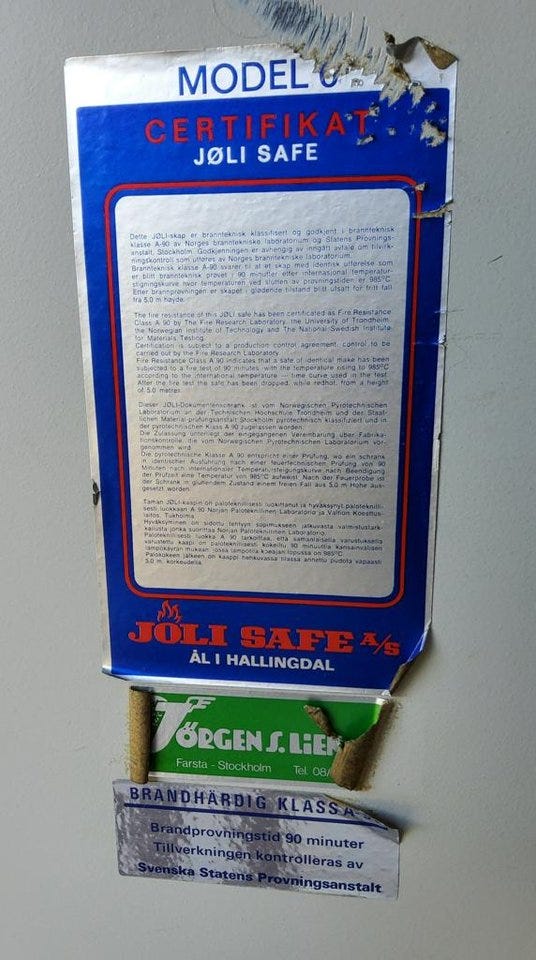 MODEL
CERTIFIKAT
JØLI SAFE
Dette JØLI-skap er brannteknisk klassifisert og godkjent i brannteknisk
klasse A-90 av Norges branntekniske laboratorium og Statens Provnings-
anstalt, Stockholm. Godkjenningen er avhengig av inngått avtale om tilvirk-
ningskontroll som utføres av Norges branntekniske laboratorium.
Brannteknisk klasse A-90 svarer til at et skap med identisk utførelse som
er blitt brannteknisk prøvet i 90 minutter etter internasjonal temperatur-
stigningskurve hvor temperaturen ved slutten av prøvningstiden er 985°C.
Etter brannprøvningen er skapet i glødende tilstand blitt utsatt for fritt fall
fra 5,0 m høyde.
The fire resistance of this JØLI safe has been certificated as Fire Resistance
Class A 90 by The Fire Research Laboratory, the University of Trondheim,
the Norwegian Institute of Technology and The National Swedish Institute
for Materials Testing.
Certification is subject to a production control agreement, control to be
carried out by the Fire Research Laboratory.
Fire Resistance Class A 90 indicates that a safe of identical make has been
subjected to a fire test of 90 minutes, with the temperature rising to 985°C
according to the international temperature — time curve used in the test.
After the fire test the safe has been dropped, while redhot, from a height
of 5.0 metres.
Dieser JØLI-Dokumentenschrank ist vom Norwegischen Pyrotechnischen
Laboratorium an der Technischen Hochschule Trondheim und der Staat-
lichen Material-prüfungsanstalt Stockholm pyrotechnisch klassifiziert und in
der pyrotechnischen Klasse A 90 zugelassen worden.
Die Zulassung unterliegt der eingegangenen Vereinbarung über Fabrika-
tionskontrolle, die vom Norwegischen Pyrotechnischen Laboratorium vor-
genommen wird.
Die pyrotechnische Klasse A 90 entspricht einer Prüfung, wo ein schrank
in identischer Ausführung nach einer feuertechnischen Prüfung von 90
Minuten nach internationaler Temperatursteigungskurve nach Beendigung
der Prüfzeit eine Temperatur von 985°C aufweist. Nach der Feuerprobe ist
der Schrank in glühendem Zustand einem freien Fall aus 5,0 m Höhe aus-
gesetzt worden.
Tämän JØLI-kaapin on paloteknillisesti luokittanut ja hyväksynyt paloteknilli-
sesti luokkaan A 90 Norjan Paloteknillinen Laboratorio ja Valtion Koestus-
laitos, Tukholma.
Hyväksyminen on sidottu tehtyyn sopimukseen jatkuvasta valmistustark-
kailusta jonka suorittaa Norjan Paloteknillinen Laboratorio.
Paloteknillisesti luokka A 90 tarkoittaa, että samanlaisella varustuksella
varustettu kaapi on paloteknillisesti kokeiltu 90 minuuttia kansainvälisen
lämpökäyrän mukaan jossa lämpötila koeajan lopussa on 985°C.
Palokokeen jälkeen on kaappi hehkuvassa tilassa annettu pudota vapaasti
5,0 m. korkeudelta.
JØLI SAFE A/S
ÅL I HALLINGDAL
JÖRGEN S. LIEN
Farsta - Stockholm Tel. 08/
BRANDHÄRDIG KLASS A-
Brandprovningstid 90 minuter
Tillverkningen kontrolleras av
Svenska Statens Provningsanstalt